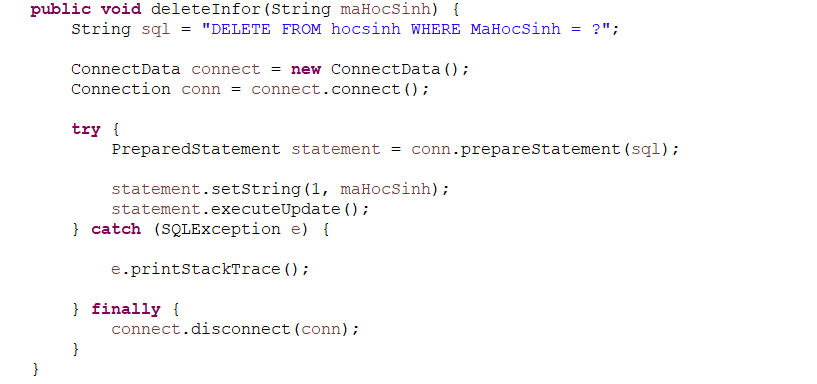 public void deleteInfor(String maHocSinh) {
    String sql = "DELETE FROM hocsinh WHERE MaHocSinh = ?";

    ConnectData connect = new ConnectData();
    Connection conn = connect.connect();

    try {
        PreparedStatement statement = conn.prepareStatement(sql);

        statement.setString(1, maHocSinh);
        statement.executeUpdate();
    } catch (SQLException e) {

        e.printStackTrace();

    } finally {
        connect.disconnect(conn);
    }
}